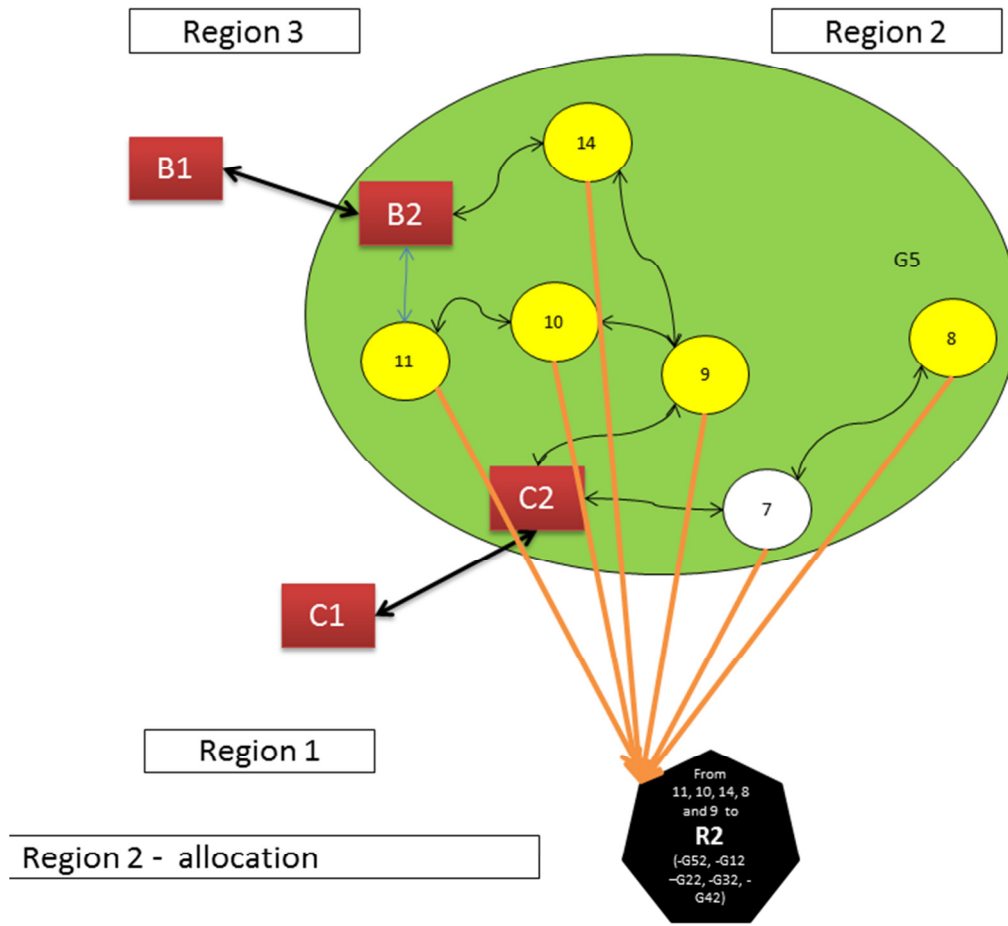 Region 3
Region 2
B1
14
B2
G5
10
8
11
9
C2
7
C1
Region 1
From
11, 10, 14, 8
and 9 to
R2
(-G52, -G12
–G22, -G32, -
G42)
Region 2 - allocation